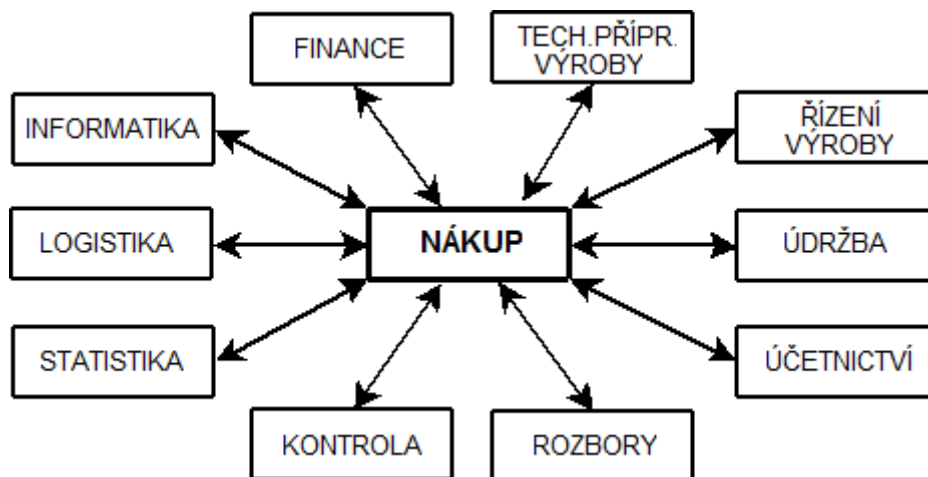 FINANCE
TECH.PŘÍPR.
VÝROBY
INFORMATIKA
ŘÍZENÍ
VÝROBY
LOGISTIKA
NÁKUP
ÚDRŽBA
STATISTIKA
ÚČETNICTVÍ
KONTROLA
ROZBORY